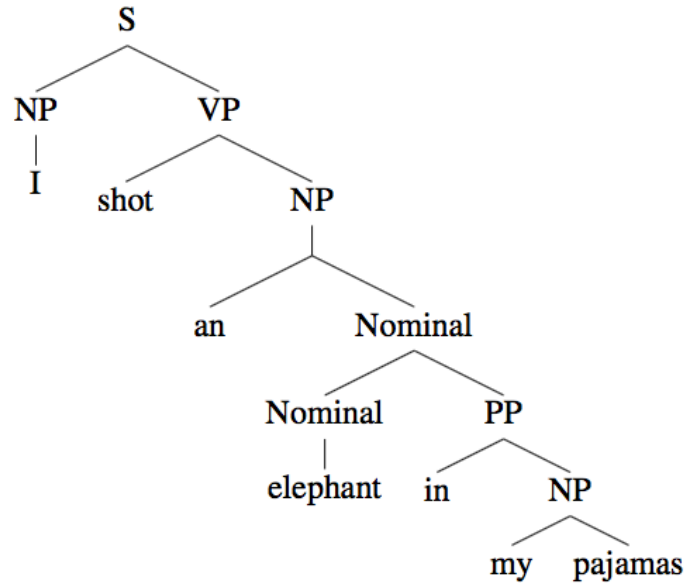 S
NP VP
I shot NP
an Nominal
Nominal PP
elephant in NP
my pajamas